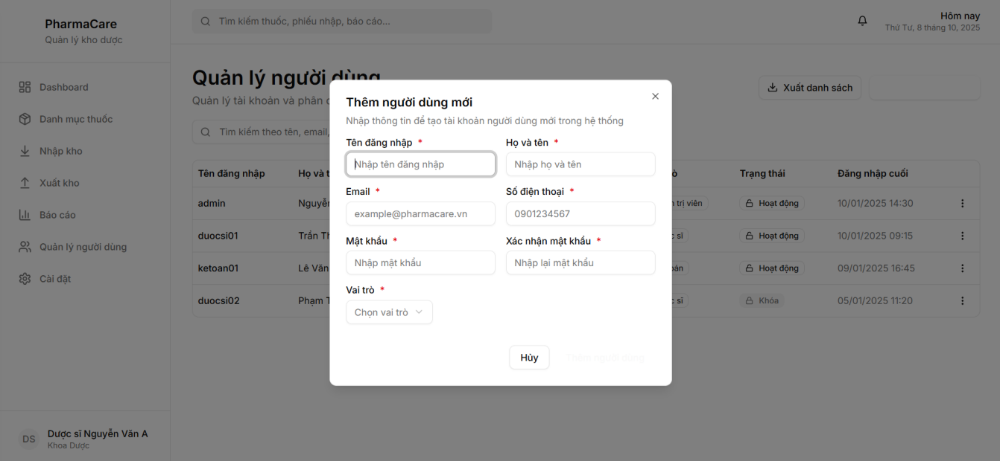 PharmaCare
Quản lý kho dược
Tìm kiếm thuốc, phiếu nhập, báo cáo...
Hôm nay
Thứ Tư, 8 tháng 10, 2025
Dashboard
Danh mục thuốc
Nhập kho
Xuất kho
Báo cáo
Quản lý người dùng
Cài đặt
DS
Dược sĩ Nguyễn Văn A
Khoa Dược
Quản lý người dùng
Quản lý tài khoản và phân
Xuất danh sách
Tìm kiếm theo tên, email,
Tên đăng nhập Họ và Trạng thái Đăng nhập cuối
admin Nguyễn trị viên Hoạt động 10/01/2025 14:30
duocsi01 Trần sĩ Hoạt động 10/01/2025 09:15
ketoan01 Lê Văn Hoạt động 09/01/2025 16:45
duocsi02 Phạm sĩ Khóa 05/01/2025 11:20
Thêm người dùng mới
Nhập thông tin để tạo tài khoản người dùng mới trong hệ thống
Tên đăng nhập * Họ và tên *
Nhập tên đăng nhập Nhập họ và tên
Email * Số điện thoại *
example@pharmacare.vn 0901234567
Mật khẩu * Xác nhận mật khẩu *
Nhập mật khẩu Nhập lại mật khẩu
Vai trò *
Chọn vai trò
Hủy Thêm người dùng